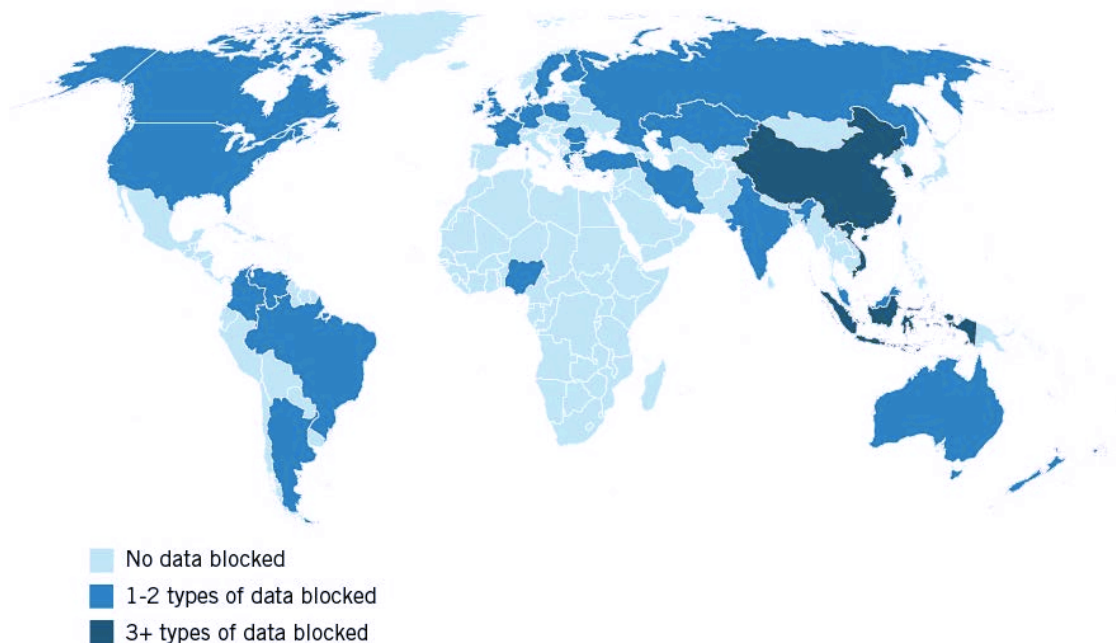 No data blocked
1-2 types of data blocked
3+ types of data blocked